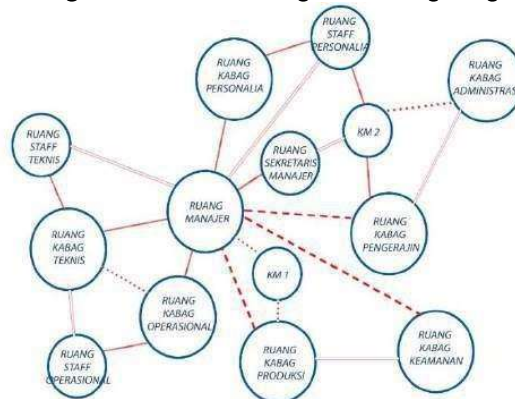 RUANG
STAFF
PERSONALIA
RUANG
KABAG
PERSONALIA
RUANG
KABAG
ADMINISTRASI
KM 2
RUANG
STAFF
TEKNIS
RUANG
SEKRETARIS
MANAJER
RUANG
MANAJER
RUANG
KABAG
PENGERAJIN
RUANG
KABAG
TEKNIS
KM 1
RUANG
KABAG
OPERASIONAL
RUANG
KABAG
PRODUKSI
RUANG
KABAG
KEAMANAN
RUANG
STAFF
OPERASIONAL